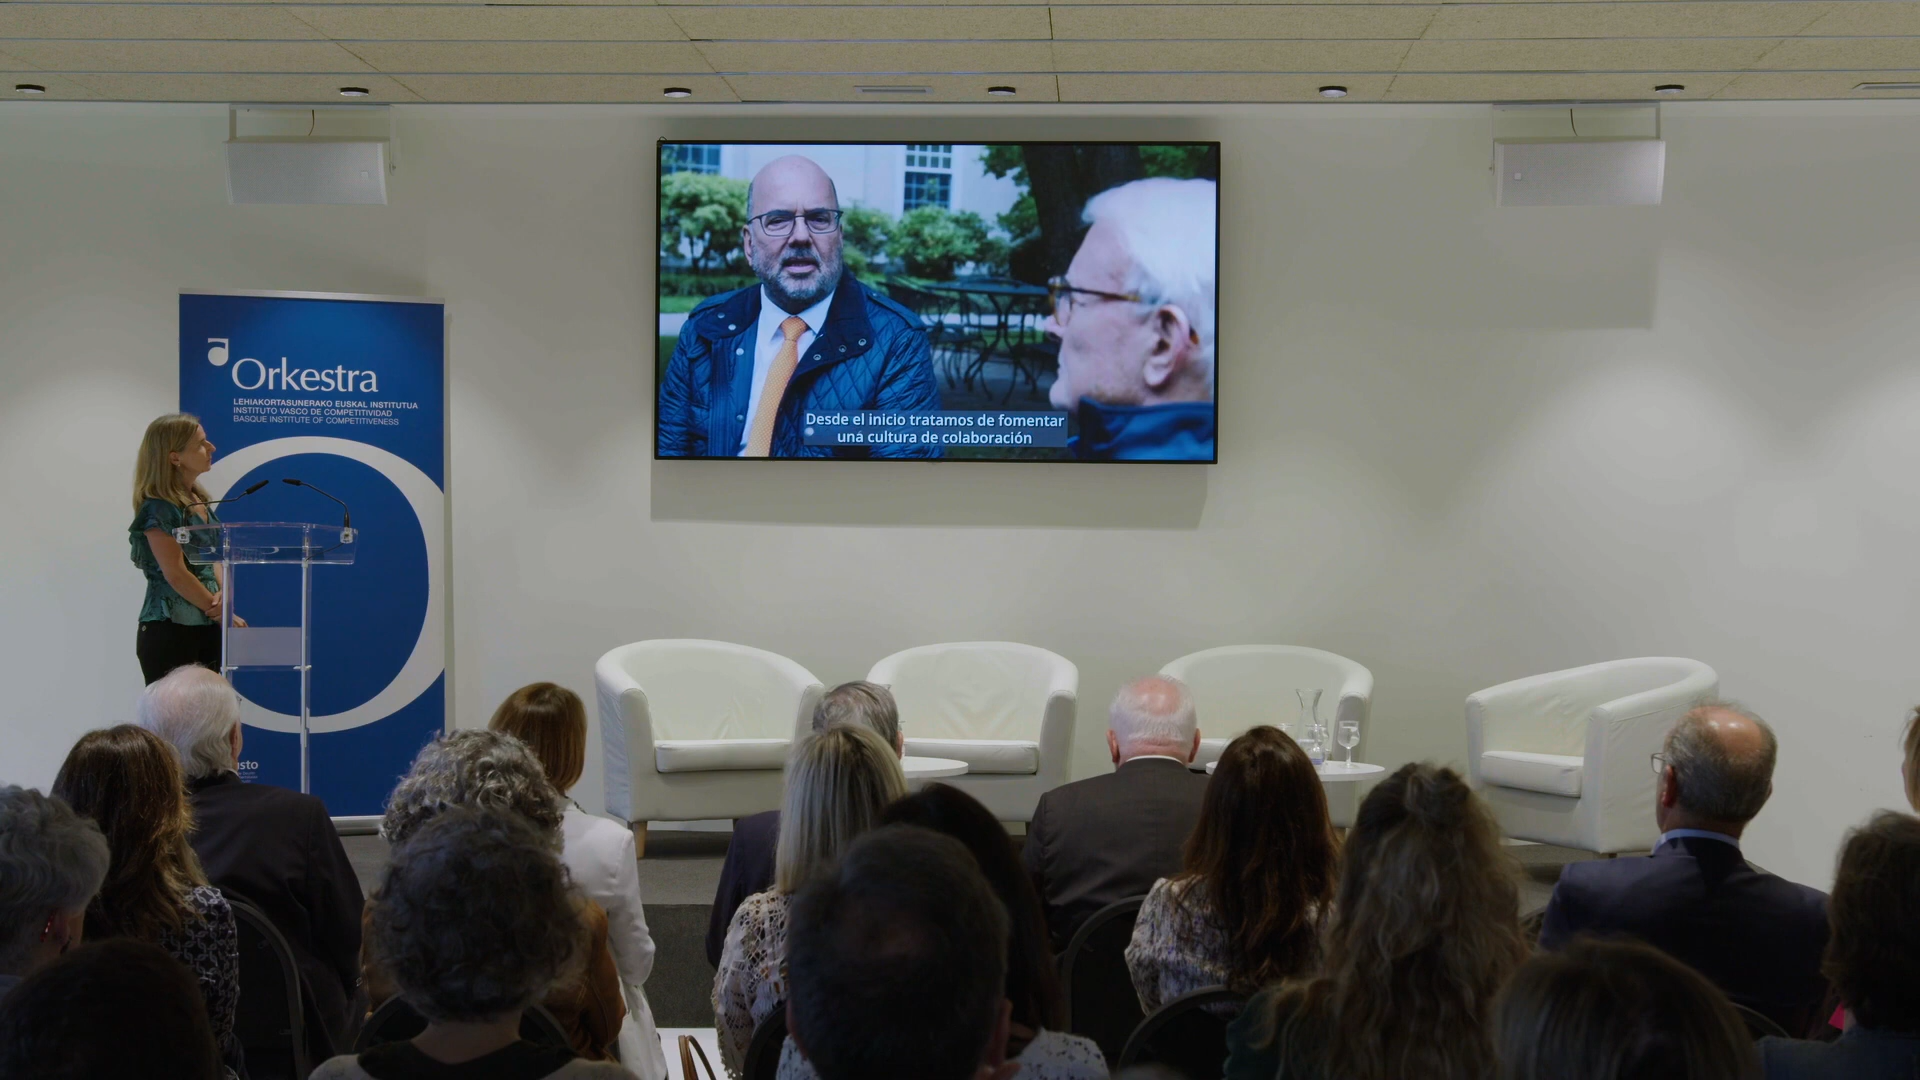 Orkestra
LEHIAKORTASUNERAKO EUSKAL INSTITUTUA
INSTITUTO VASCO DE COMPETITIVIDAD
BASQUE INSTITUTE OF COMPETITIVENESS
Desde el inicio tratamos de fomentar
una cultura de colaboración